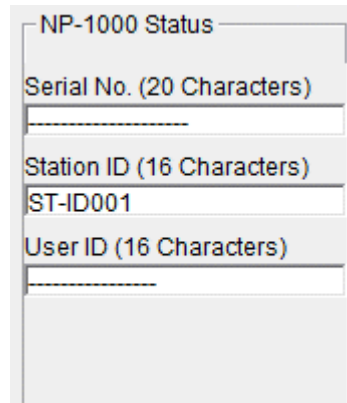 NP-1000 Status
Serial No. (20 Characters)
--------------------
Station ID (16 Characters)
ST-ID001
User ID (16 Characters)
----------------